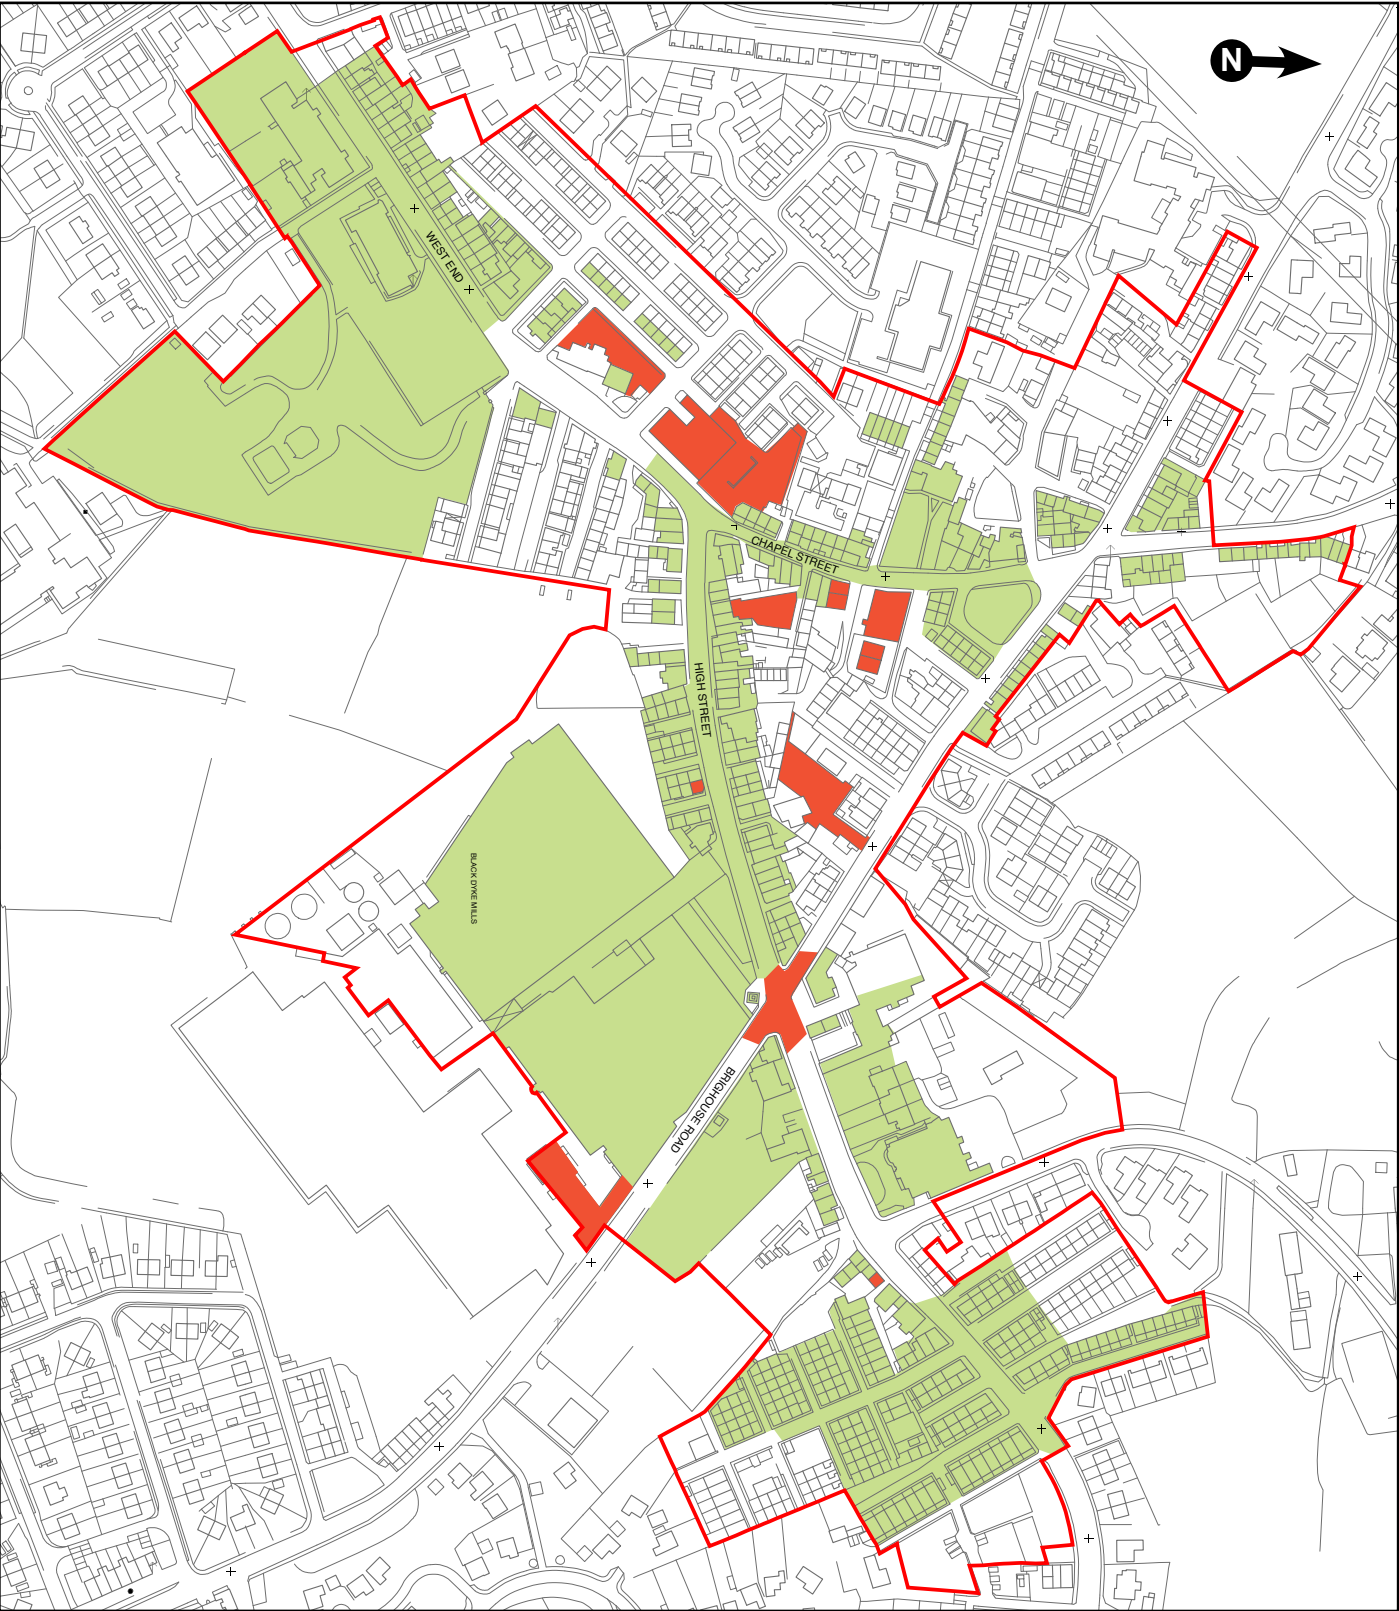 N
WEST END
CHAPEL STREET
HIGH STREET
BLACK DYKE MILLS
BRIGHOUSE ROAD